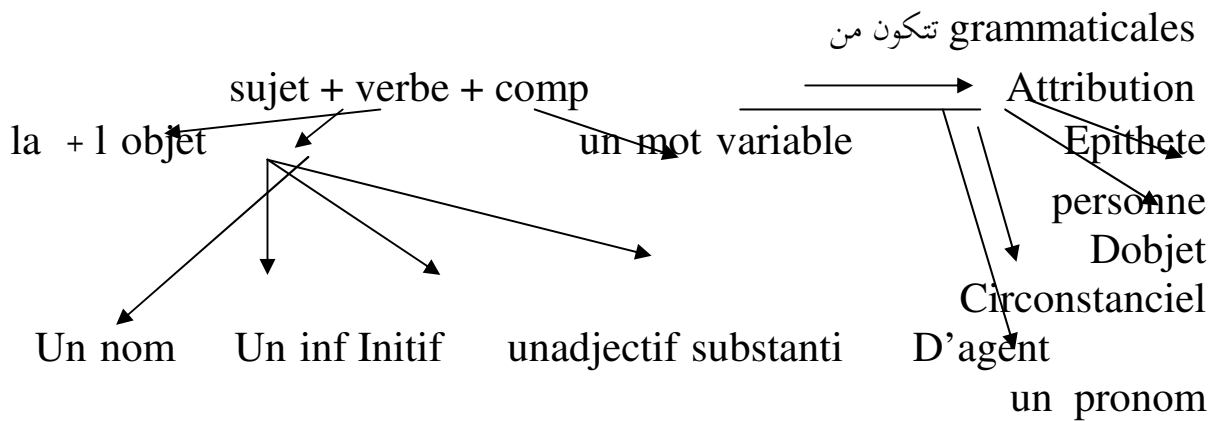 grammaticales تتكون من
sujet + verbe + comp Attribution
la + l objet un mot variable Epithete
personne
Dobjet
Circonstanciel
Un nom Un inf Initif unadjectif substanti D’agent
un pronom